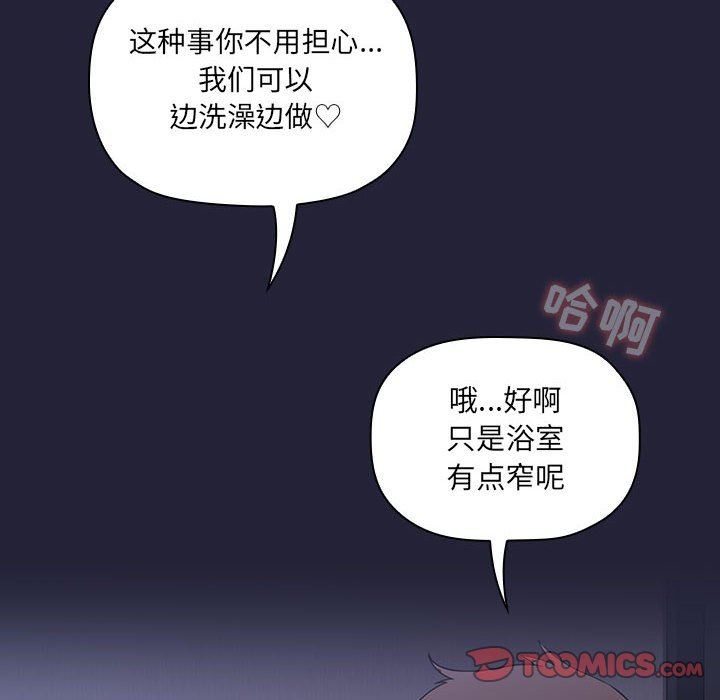 这种事你不用担心...
我们可以
边洗澡边做♡
哈啊
哦...好啊
只是浴室
有点窄呢
TOOMICS.COM